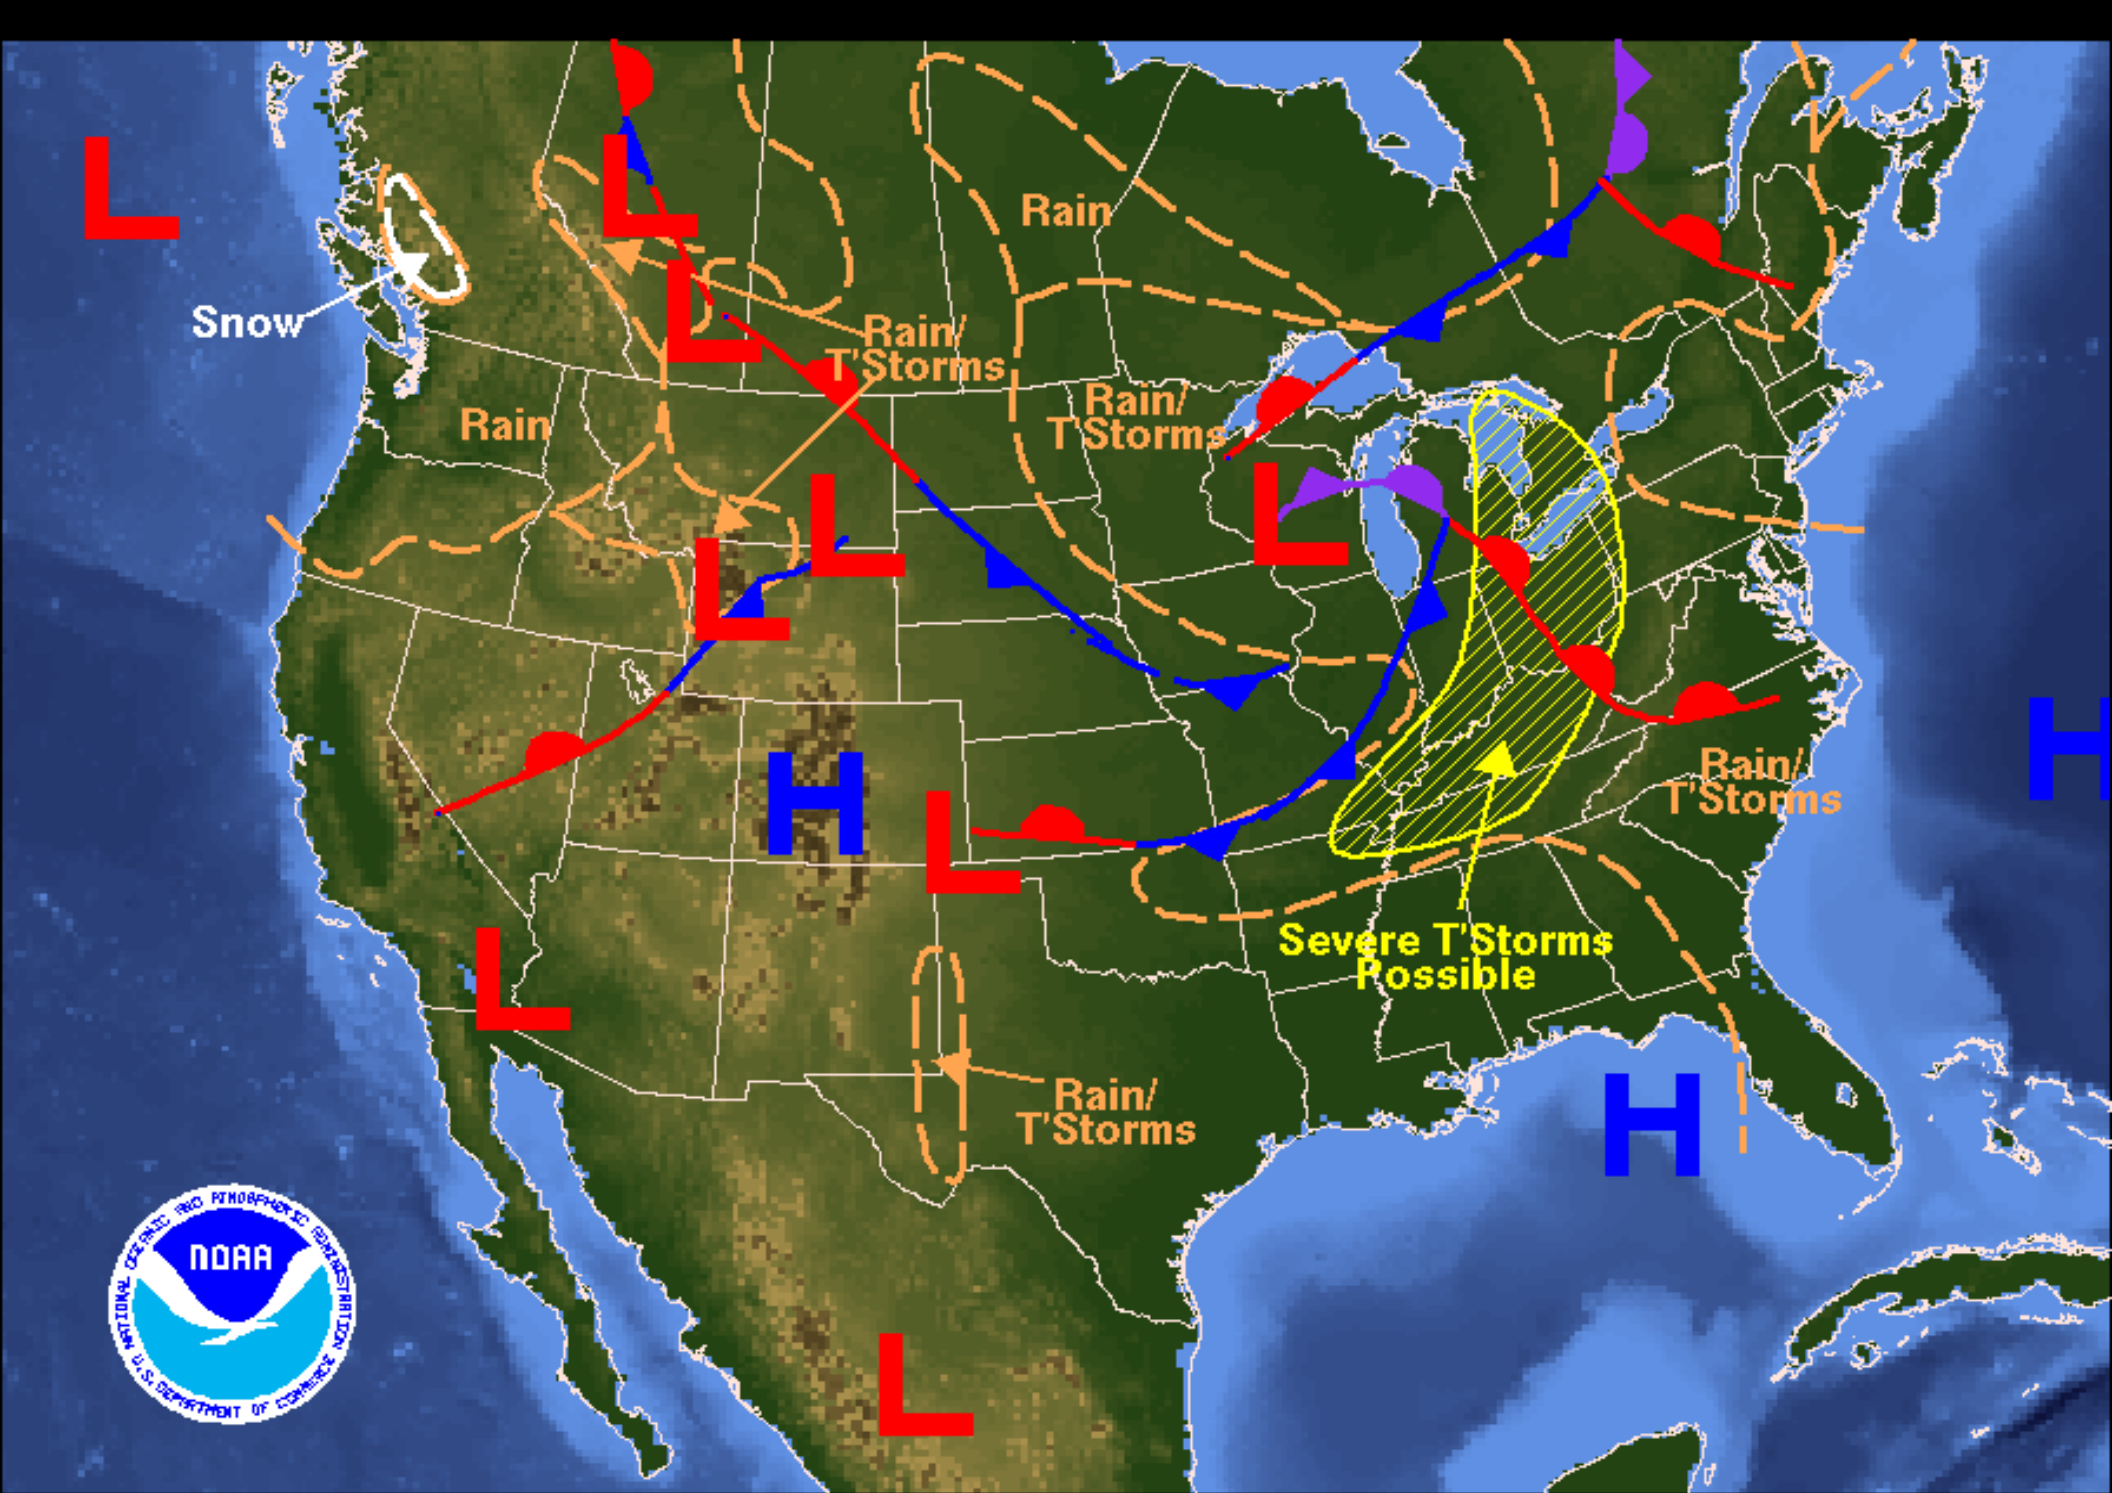 L
L
Rain
L
Snow
Rain/
T'Storms
Rain/
T'Storms
Rain
L
L
L
H
H
Rain/
T'Storms
L
Severe T'Storms
Possible
L
H
Rain/
T'Storms
NATIONAL OCEANIC AND ATMOSPHERIC ADMINISTRATION
NOAA
U.S. DEPARTMENT OF COMMERCE
L